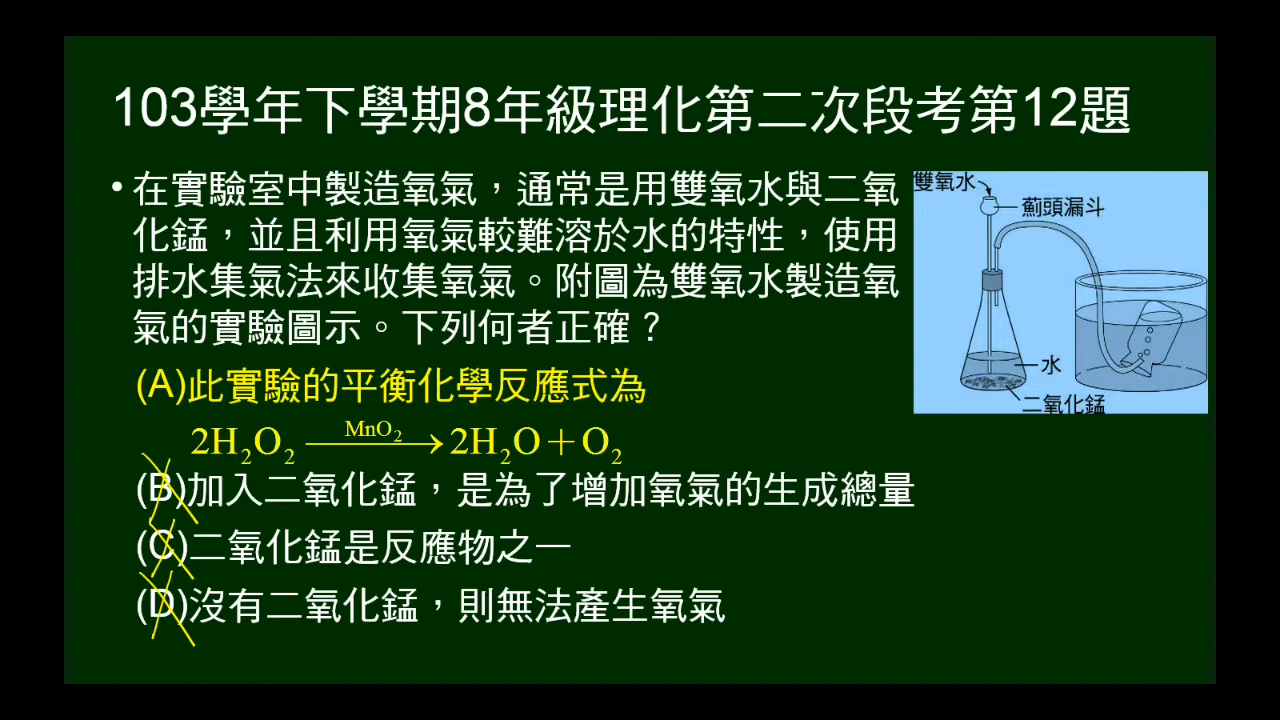 103學年下學期8年級理化第二次段考第12題
•在實驗室中製造氧氣，通常是用雙氧水與二氧
化錳，並且利用氧氣較難溶於水的特性，使用
排水集氣法來收集氧氣。附圖為雙氧水製造氧
氣的實驗圖示。下列何者正確？
(A)此實驗的平衡化學反應式為
2H₂O₂ —MnO₂→ 2H₂O＋O₂
(B)加入二氧化錳，是為了增加氧氣的生成總量
(C)二氧化錳是反應物之一
(D)沒有二氧化錳，則無法產生氧氣
雙氧水
薊頭漏斗
水
二氧化錳